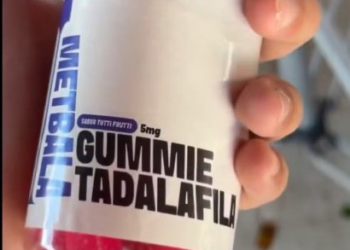 METBALA
SABOR TUTTI FRUTTI
5mg
GUMMIE
TADALAFILA